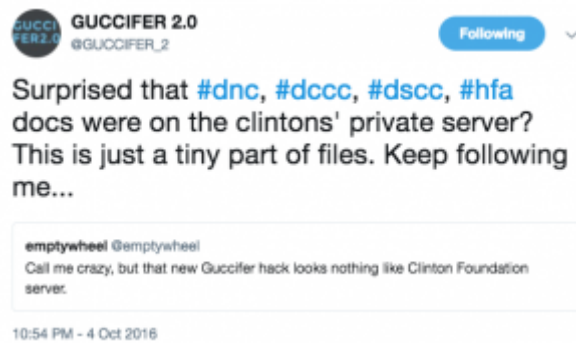 GUCCI
FER2.0
GUCCIFER 2.0
@GUCCIFER_2
Following
Surprised that #dnc, #dccc, #dscc, #hfa
docs were on the clintons' private server?
This is just a tiny part of files. Keep following
me...
emptywheel @emptywheel
Call me crazy, but that new Guccifer hack looks nothing like Clinton Foundation
server.
10:54 PM - 4 Oct 2016